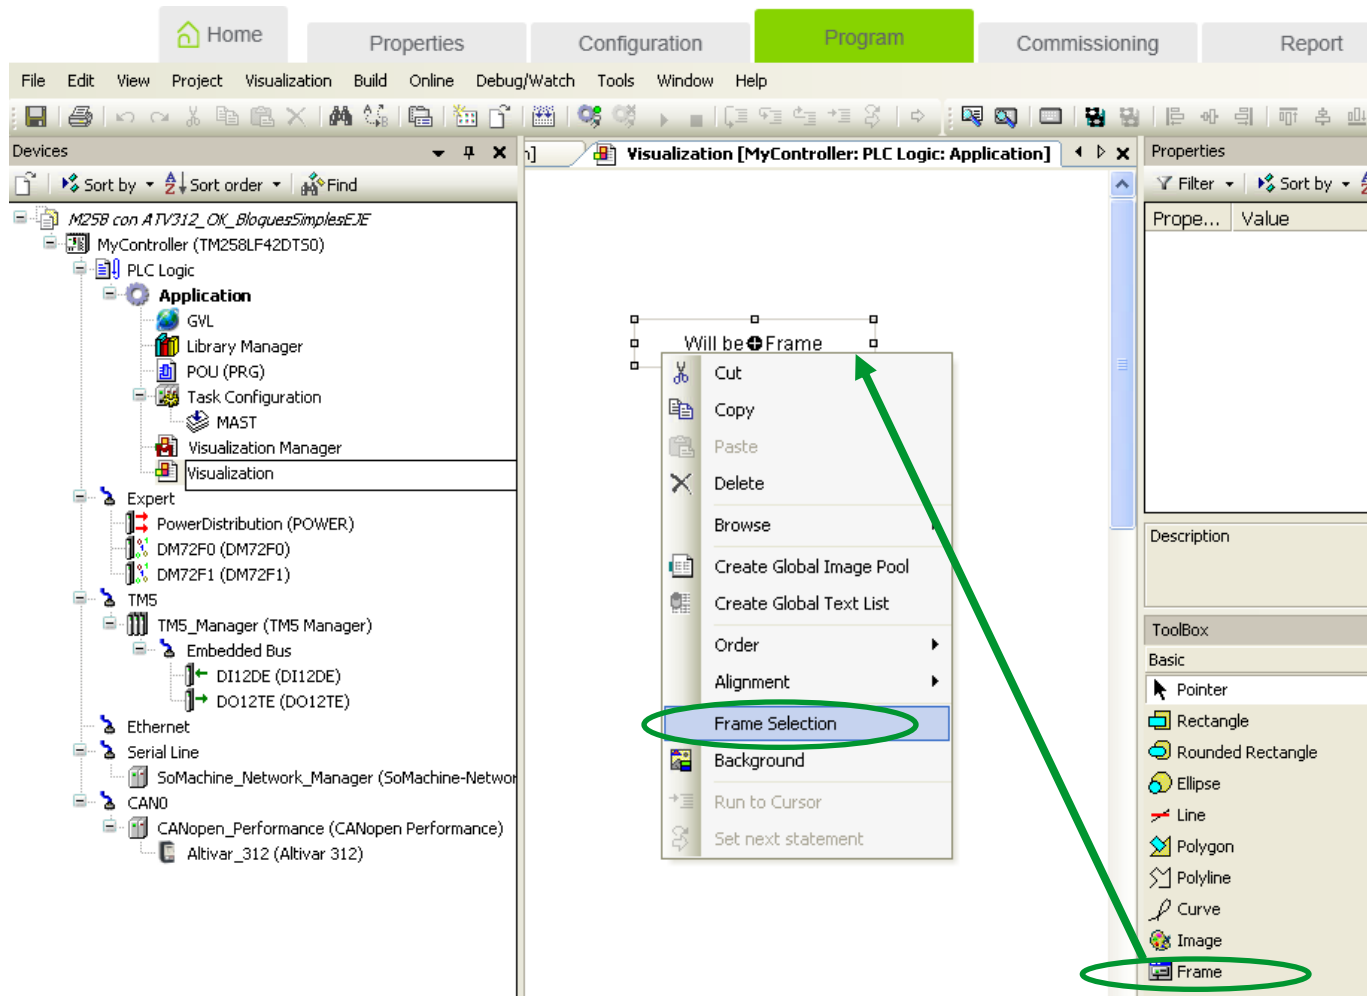 Home
Properties
Configuration
Program
Commissioning
Report
File Edit View Project Visualization Build Online Debug/Watch Tools Window Help
Devices
Sort by Sort order Find
M258 con ATV312_OK_BloquesSimplesEJE
MyController (TM258LF42DT50)
PLC Logic
Application
GVL
Library Manager
POU (PRG)
Task Configuration
MAST
Visualization Manager
Visualization
Expert
PowerDistribution (POWER)
DM72F0 (DM72F0)
DM72F1 (DM72F1)
TM5
TM5_Manager (TM5 Manager)
Embedded Bus
DI12DE (DI12DE)
DO12TE (DO12TE)
Ethernet
Serial Line
SoMachine_Network_Manager (SoMachine-Networ
CAN0
CANopen_Performance (CANopen Performance)
Altivar_312 (Altivar 312)
Visualization [MyController: PLC Logic: Application]
Will be Frame
Cut
Copy
Paste
Delete
Browse
Create Global Image Pool
Create Global Text List
Order
Alignment
Frame Selection
Background
Run to Cursor
Set next statement
Properties
Filter Sort by
Prope... Value
Description
ToolBox
Basic
Pointer
Rectangle
Rounded Rectangle
Ellipse
Line
Polygon
Polyline
Curve
Image
Frame